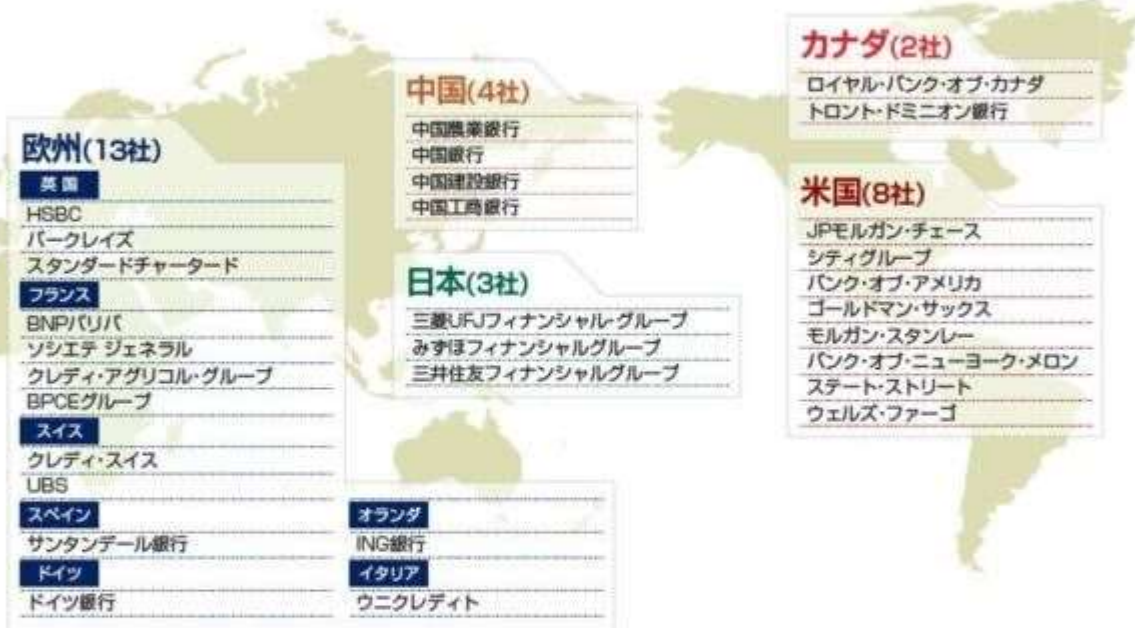 欧州(13社)
英国
HSBC
バークレイズ
スタンダードチャータード
フランス
BNPパリバ
ソシエテ ジェネラル
クレディ・アグリコル・グループ
BPCEグループ
スイス
クレディ・スイス
UBS
スペイン
サンタンデール銀行
ドイツ
ドイツ銀行
オランダ
ING銀行
イタリア
ウニクレディト
中国(4社)
中国農業銀行
中国銀行
中国建設銀行
中国工商銀行
日本(3社)
三菱UFJフィナンシャル・グループ
みずほフィナンシャルグループ
三井住友フィナンシャルグループ
カナダ(2社)
ロイヤル・バンク・オブ・カナダ
トロント・ドミニオン銀行
米国(8社)
JPモルガン・チェース
シティグループ
バンク・オブ・アメリカ
ゴールドマン・サックス
モルガン・スタンレー
バンク・オブ・ニューヨーク・メロン
ステート・ストリート
ウェルズ・ファーゴ